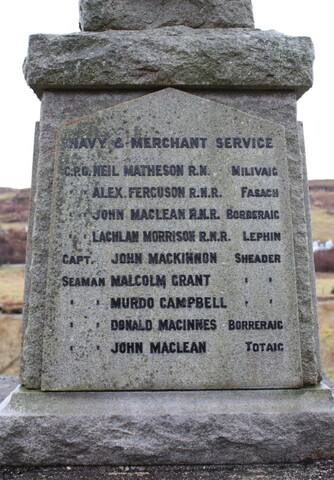 NAVY & MERCHANT SERVICE
C.P.O. NEIL MATHESON R.N. MILIVAIG
" " ALEX. FERGUSON R.N.R. FASACH
" " JOHN MACLEAN R.N.R. BORBERAIG
" " LACHLAN MORRISON R.N.R. LEPHIN
CAPT. JOHN MACKINNON SHEADER
SEAMAN MALCOLM GRANT " "
" " MURDO CAMPBELL " "
" " DONALD MACINNES BORRERAIG
" " JOHN MACLEAN TOTAIG